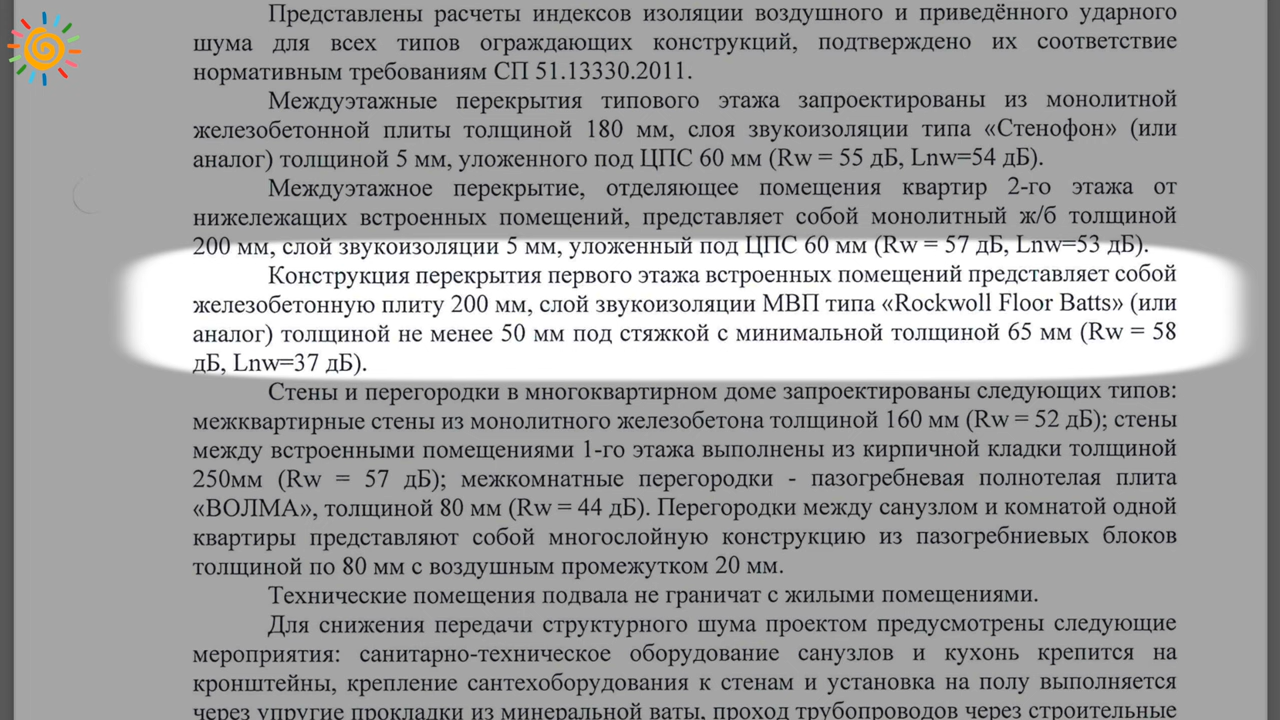 Представлены расчеты индексов изоляции воздушного и приведённого ударного
шума для всех типов ограждающих конструкций, подтверждено их соответствие
нормативным требованиям СП 51.13330.2011.
Междуэтажные перекрытия типового этажа запроектированы из монолитной
железобетонной плиты толщиной 180 мм, слоя звукоизоляции типа «Стенофон» (или
аналог) толщиной 5 мм, уложенного под ЦПС 60 мм (Rw = 55 дБ, Lnw=54 дБ).
Междуэтажное перекрытие, отделяющее помещения квартир 2-го этажа от
нижележащих встроенных помещений, представляет собой монолитный ж/б толщиной
200 мм, слой звукоизоляции 5 мм, уложенный под ЦПС 60 мм (Rw = 57 дБ, Lnw=53 дБ).
Конструкция перекрытия первого этажа встроенных помещений представляет собой
железобетонную плиту 200 мм, слой звукоизоляции МВП типа «Rockwoll Floor Batts» (или
аналог) толщиной не менее 50 мм под стяжкой с минимальной толщиной 65 мм (Rw = 58
дБ, Lnw=37 дБ).
Стены и перегородки в многоквартирном доме запроектированы следующих типов:
межквартирные стены из монолитного железобетона толщиной 160 мм (Rw = 52 дБ); стены
между встроенными помещениями 1-го этажа выполнены из кирпичной кладки толщиной
250мм (Rw = 57 дБ); межкомнатные перегородки - пазогребневая полнотелая плита
«ВОЛМА», толщиной 80 мм (Rw = 44 дБ). Перегородки между санузлом и комнатой одной
квартиры представляют собой многослойную конструкцию из пазогребниевых блоков
толщиной по 80 мм с воздушным промежутком 20 мм.
Технические помещения подвала не граничат с жилыми помещениями.
Для снижения передачи структурного шума проектом предусмотрены следующие
мероприятия: санитарно-техническое оборудование санузлов и кухонь крепится на
кронштейны, крепление сантехоборудования к стенам и установка на полу выполняется
через упругие прокладки из минеральной ваты, проход трубопроводов через строительные